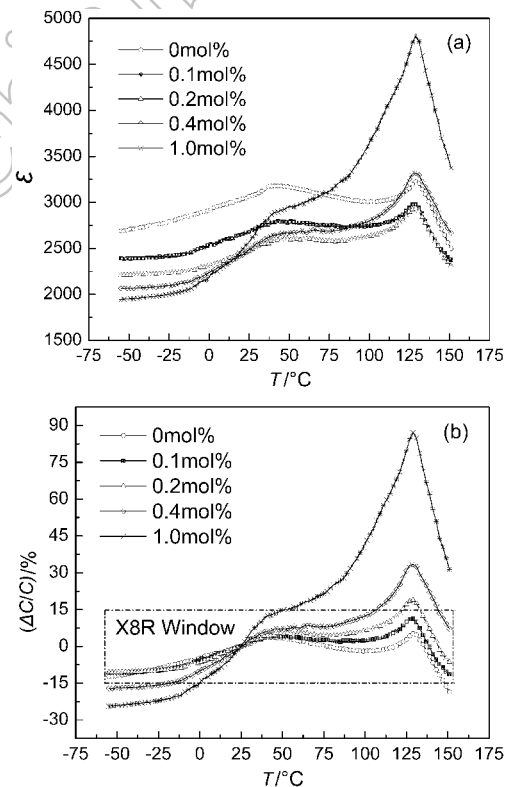 (a)
0mol%
0.1mol%
0.2mol%
0.4mol%
1.0mol%
5000
4500
4000
3500
3000
2500
2000
1500
ε
-75 -50 -25 0 25 50 75 100 125 150 175
T/°C
(b)
0mol%
0.1mol%
0.2mol%
0.4mol%
1.0mol%
X8R Window
90
75
60
45
30
15
0
-15
-30
(ΔC/C)/%
-75 -50 -25 0 25 50 75 100 125 150 175
T/°C